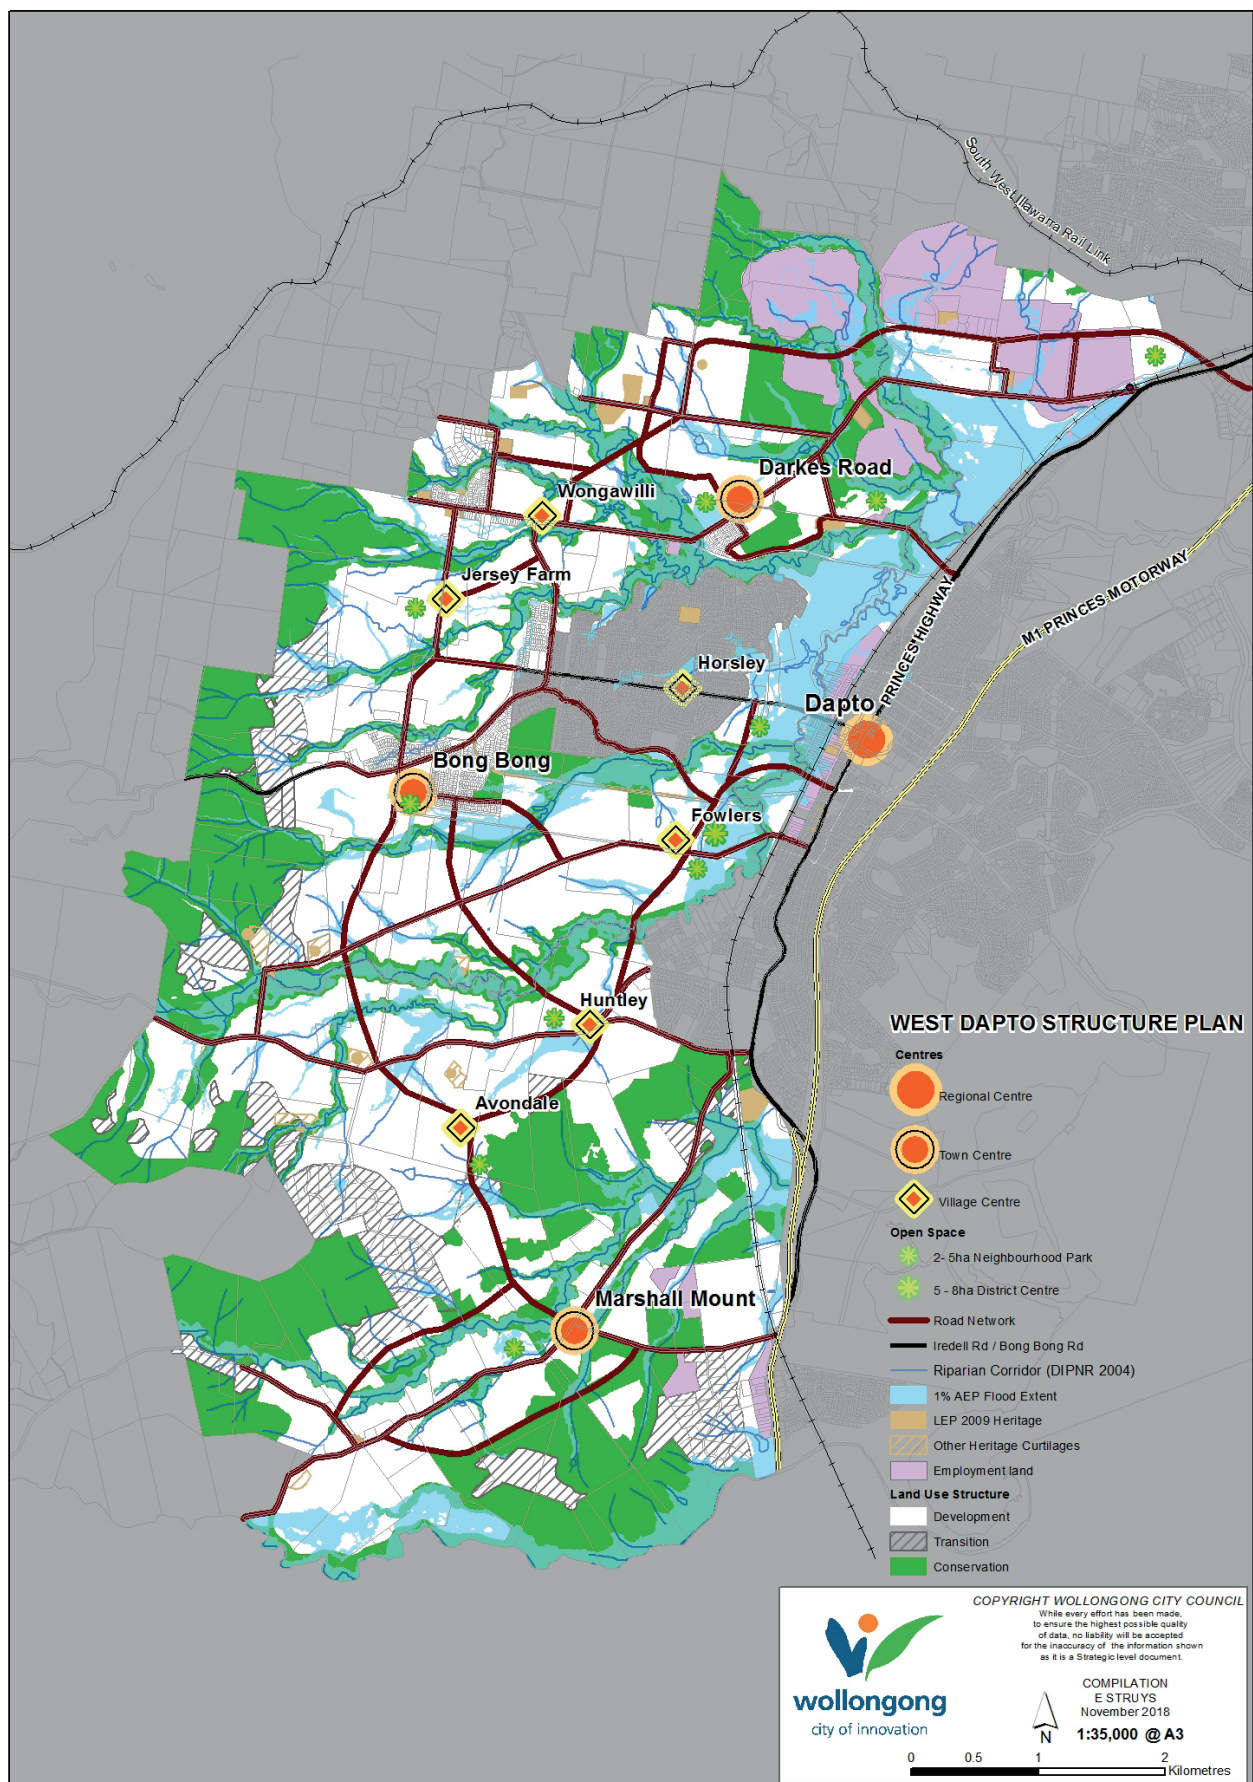 South West Illawarra Rail Link
Darkes Road
Wongawilli
Jersey Farm
PRINCES HIGHWAY
M1 PRINCES MOTORWAY
Horsley
Dapto
Bong Bong
Fowlers
Huntley
Avondale
Marshall Mount
WEST DAPTO STRUCTURE PLAN
Centres
Regional Centre
Town Centre
Village Centre
Open Space
2- 5ha Neighbourhood Park
5 - 8ha District Centre
Road Network
Iredell Rd / Bong Bong Rd
Riparian Corridor (DIPNR 2004)
1% AEP Flood Extent
LEP 2009 Heritage
Other Heritage Curtilages
Employment land
Land Use Structure
Development
Transition
Conservation
COPYRIGHT WOLLONGONG CITY COUNCIL
While every effort has been made,
to ensure the highest possible quality
of data, no liability will be accepted
for the inaccuracy of the information shown
as it is a Strategic level document.
wollongong
city of innovation
COMPILATION
E STRUYS
November 2018
N
1:35,000 @ A3
0 0.5 1 2
Kilometres